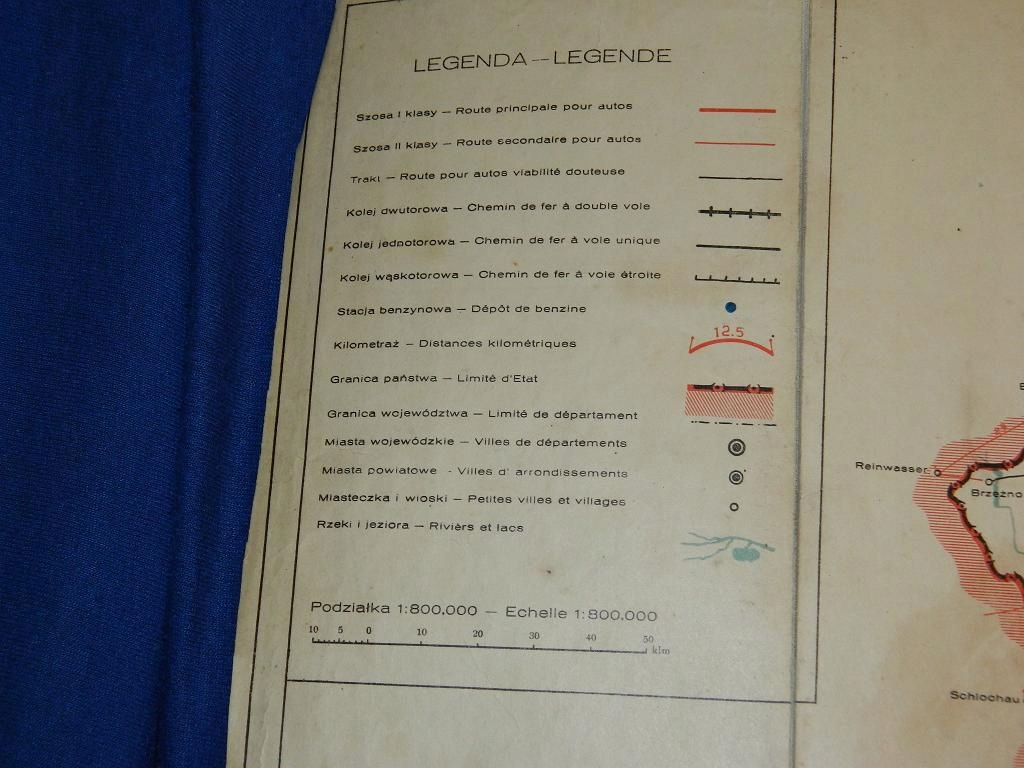 LEGENDA -- LEGENDE
Szosa I klasy — Route principale pour autos
Szosa II klasy — Route secondaire pour autos
Trakt — Route pour autos viabilité douteuse
Kolej dwutorowa — Chemin de fer à double voie
Kolej jednotorowa — Chemin de fer à voie unique
Kolej wąskotorowa — Chemin de fer à voie étroite
Stacja benzynowa — Dépôt de benzine
Kilometraż — Distances kilométriques
12.5
Granica państwa — Limité d'Etat
Granica województwa — Limité de départament
Miasta wojewódzkie — Villes de départements
Miasta powiatowe - Villes d' arrondissements
Miasteczka i wioski — Petites villes et villages
Rzeki i jeziora — Rivièrs et lacs
Podziałka 1:800.000 — Echelle 1:800.000
10 5 0 10 20 30 40 50
klm
Reinwasser
Brzeźno
Schlochau